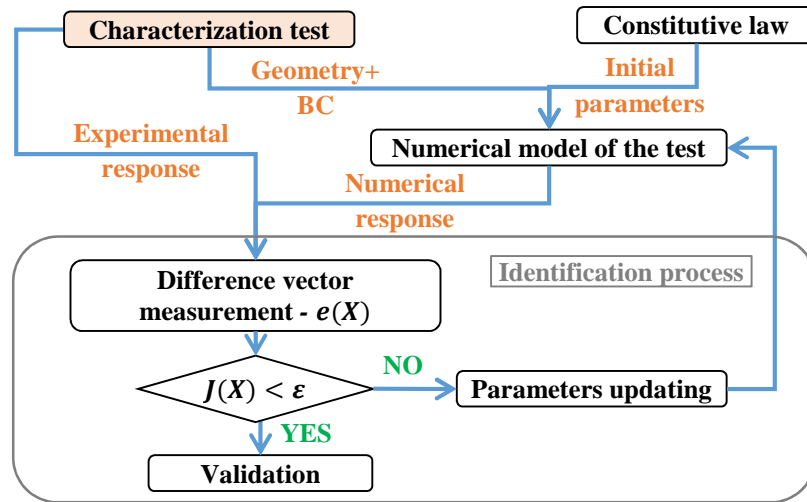 Characterization test
Constitutive law
Geometry+
BC
Initial
parameters
Experimental
response
Numerical model of the test
Numerical
response
Identification process
Difference vector
measurement - e(X)
J(X) < ε
NO
Parameters updating
YES
Validation